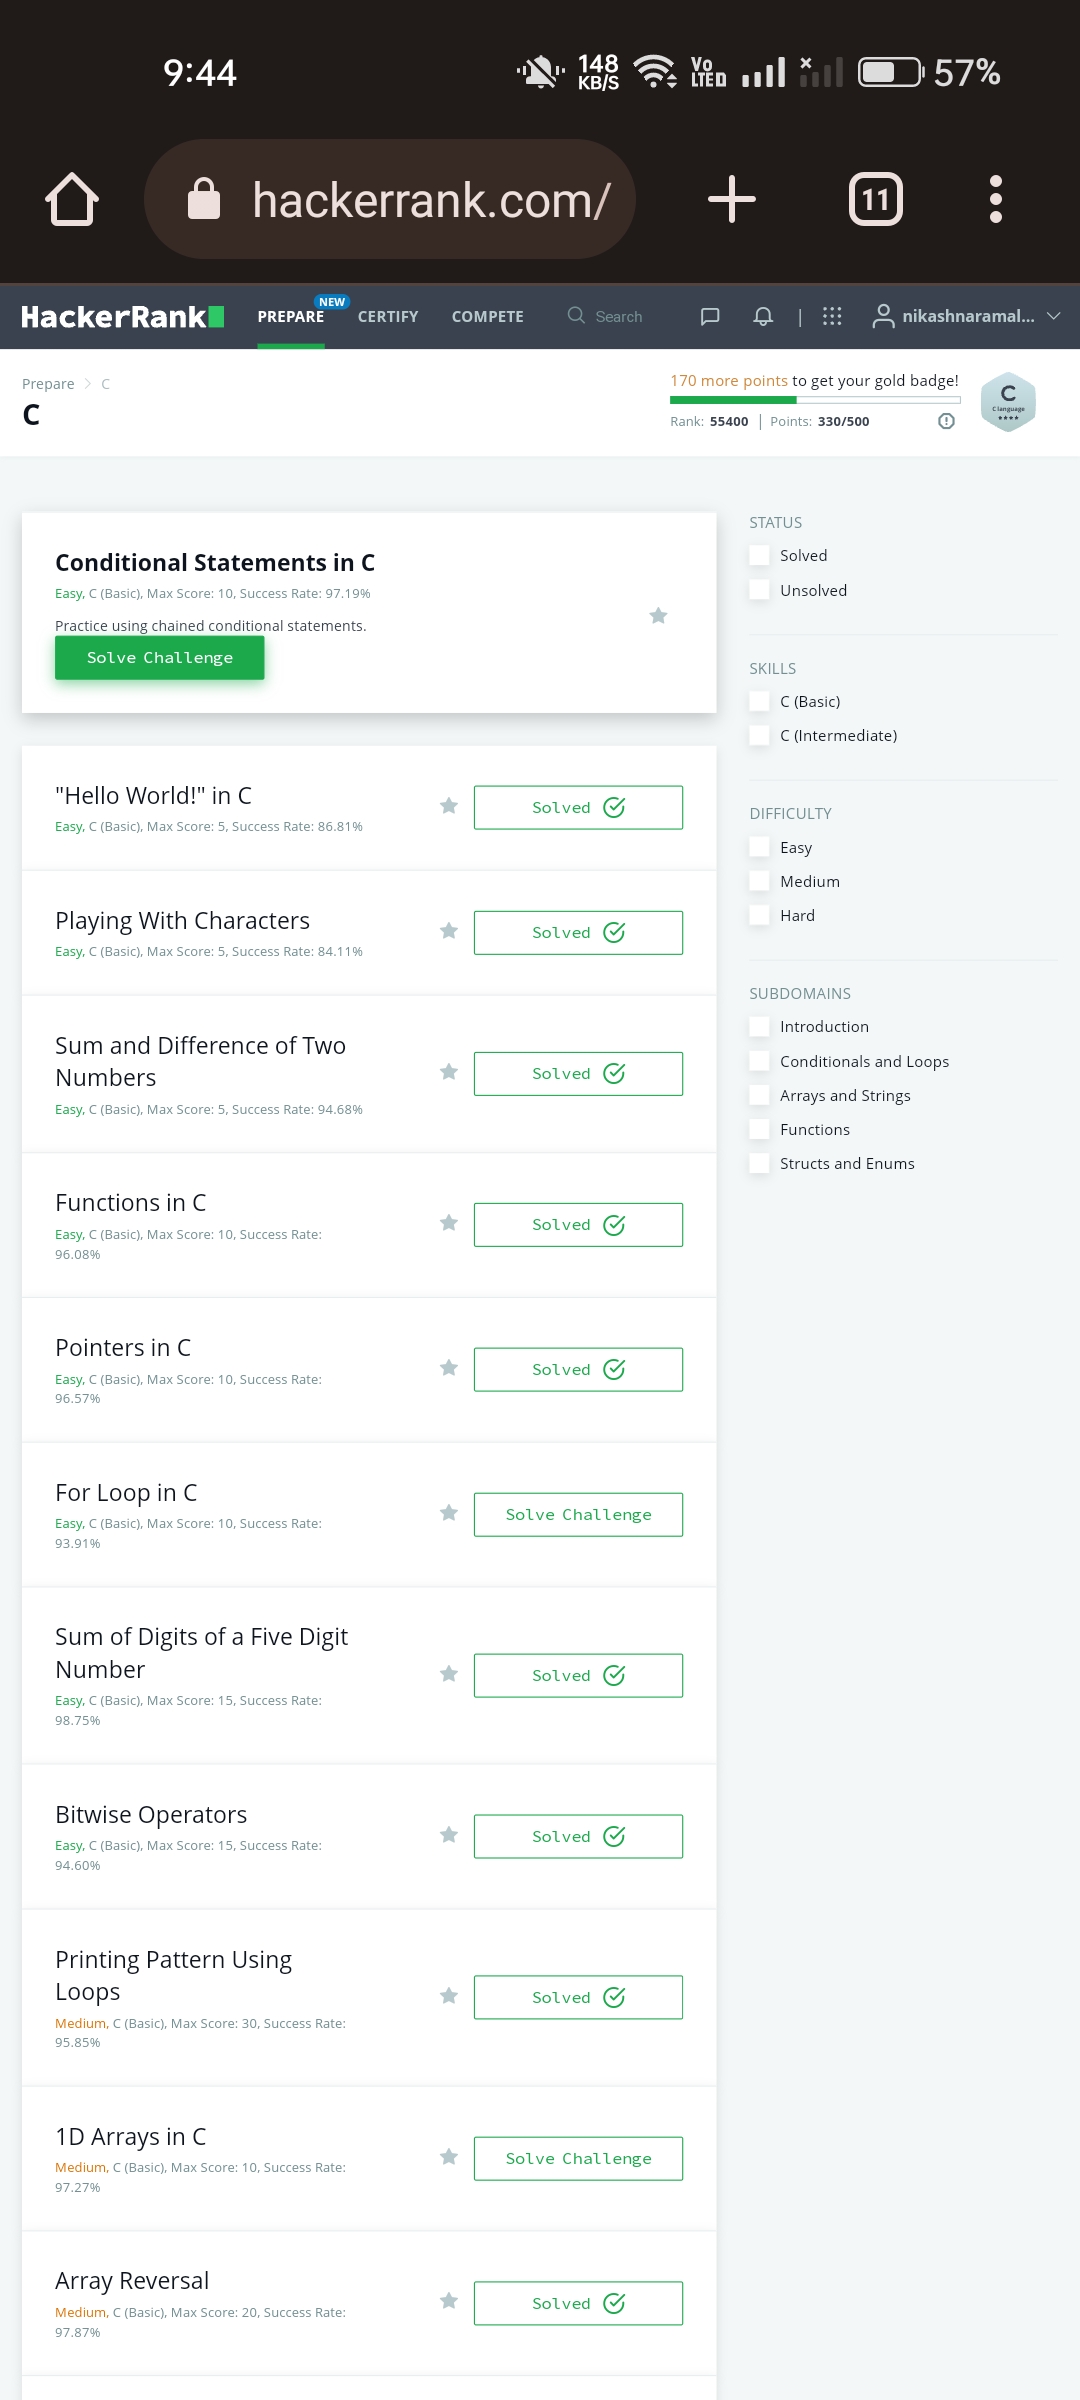 9:44
148 KB/S
Vo LTED
57%
hackerrank.com/
11
HackerRank
PREPARE
NEW
CERTIFY
COMPETE
Search
|
nikashnaramal...
Prepare > C
C
170 more points to get your gold badge!
Rank: 55400 | Points: 330/500
C
C language
Conditional Statements in C
Easy, C (Basic), Max Score: 10, Success Rate: 97.19%
Practice using chained conditional statements.
Solve Challenge
"Hello World!" in C
Easy, C (Basic), Max Score: 5, Success Rate: 86.81%
Solved
Playing With Characters
Easy, C (Basic), Max Score: 5, Success Rate: 84.11%
Solved
Sum and Difference of Two
Numbers
Easy, C (Basic), Max Score: 5, Success Rate: 94.68%
Solved
Functions in C
Easy, C (Basic), Max Score: 10, Success Rate:
96.08%
Solved
Pointers in C
Easy, C (Basic), Max Score: 10, Success Rate:
96.57%
Solved
For Loop in C
Easy, C (Basic), Max Score: 10, Success Rate:
93.91%
Solve Challenge
Sum of Digits of a Five Digit
Number
Easy, C (Basic), Max Score: 15, Success Rate:
98.75%
Solved
Bitwise Operators
Easy, C (Basic), Max Score: 15, Success Rate:
94.60%
Solved
Printing Pattern Using
Loops
Medium, C (Basic), Max Score: 30, Success Rate:
95.85%
Solved
1D Arrays in C
Medium, C (Basic), Max Score: 10, Success Rate:
97.27%
Solve Challenge
Array Reversal
Medium, C (Basic), Max Score: 20, Success Rate:
97.87%
Solved
STATUS
Solved
Unsolved
SKILLS
C (Basic)
C (Intermediate)
DIFFICULTY
Easy
Medium
Hard
SUBDOMAINS
Introduction
Conditionals and Loops
Arrays and Strings
Functions
Structs and Enums